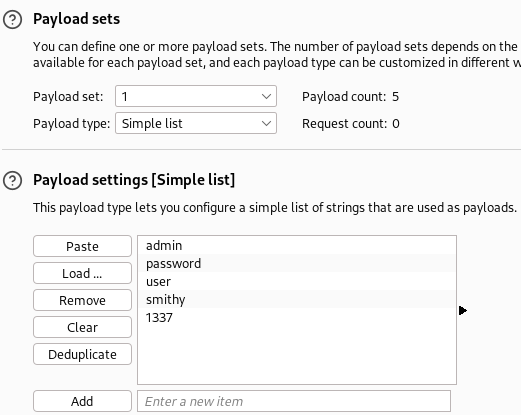 Payload sets
You can define one or more payload sets. The number of payload sets depends on the
available for each payload set, and each payload type can be customized in different w
Payload set: 1 Payload count: 5
Payload type: Simple list Request count: 0
Payload settings [Simple list]
This payload type lets you configure a simple list of strings that are used as payloads.
Paste
Load ...
Remove
Clear
Deduplicate
admin
password
user
smithy
1337
Add Enter a new item